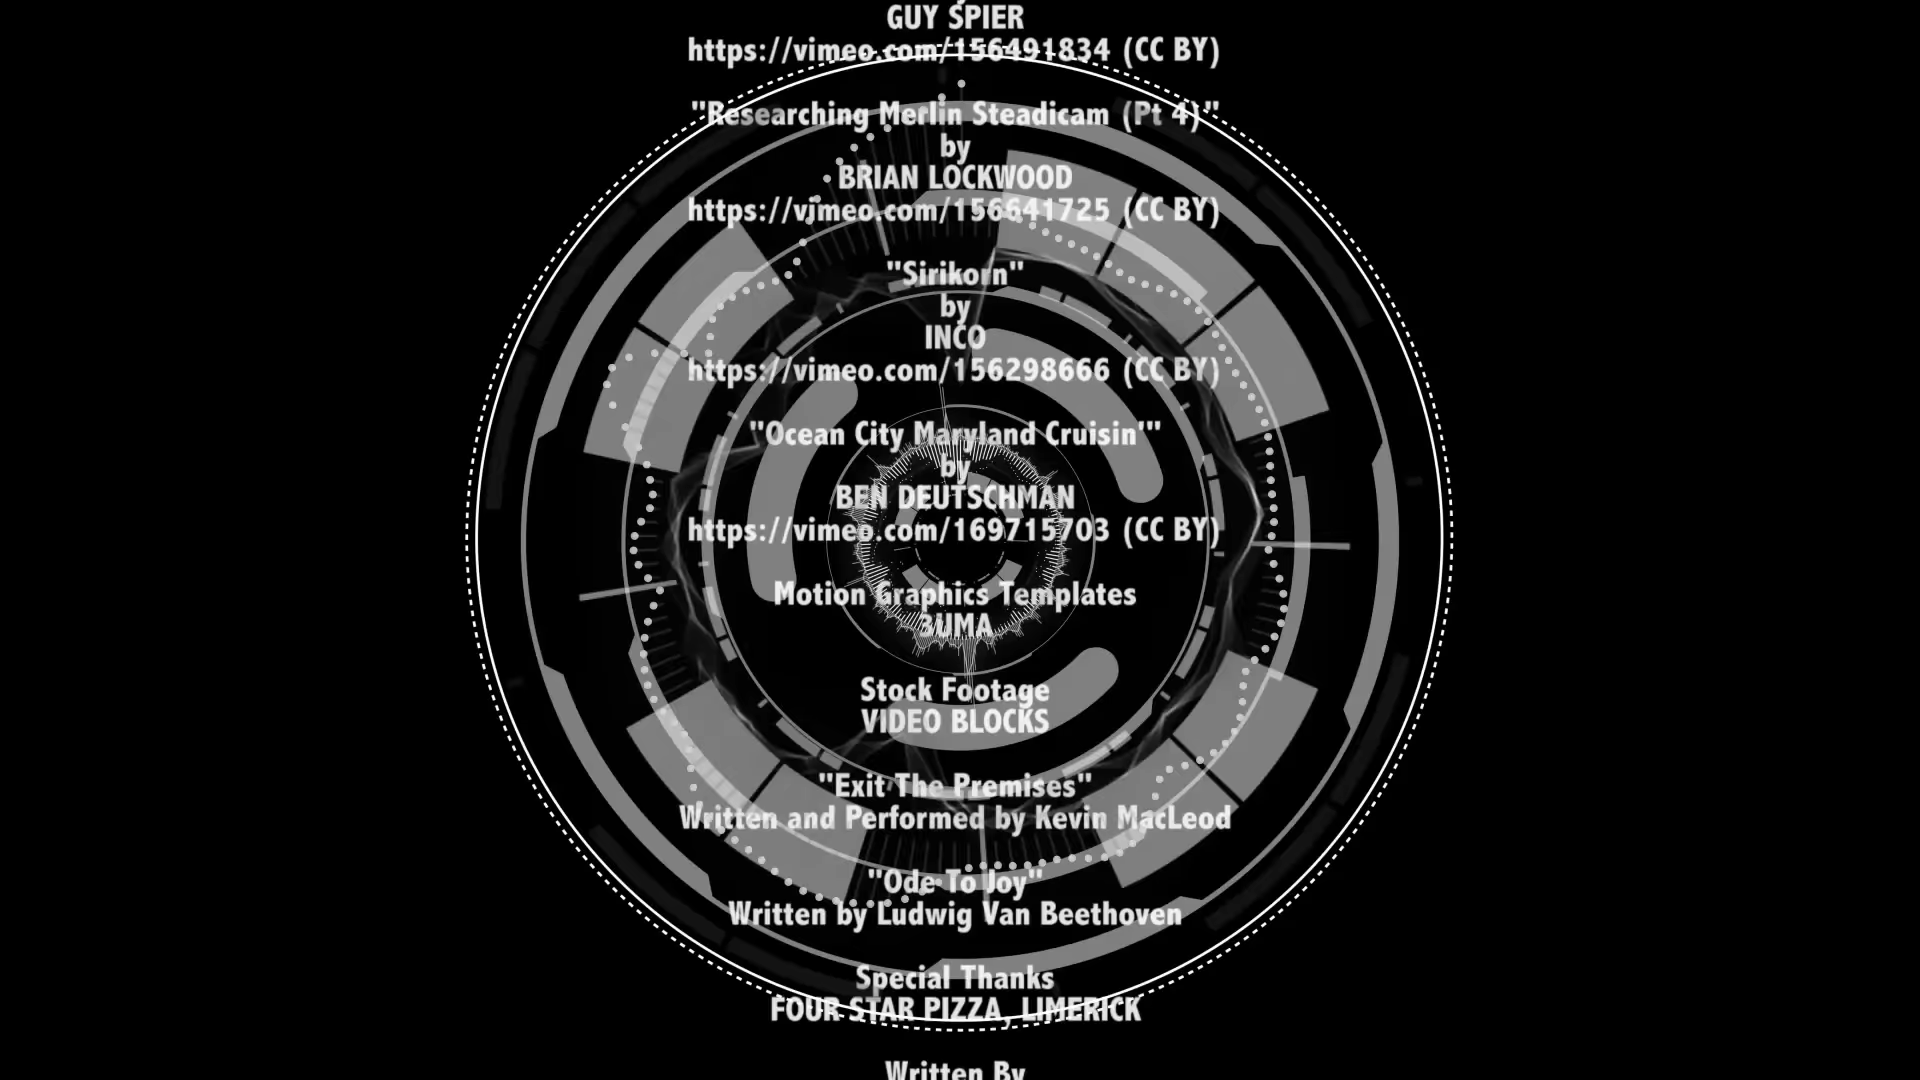 GUY SPIER
https://vimeo.com/156491834 (CC BY)
"Researching Merlin Steadicam (Pt 4)"
by
BRIAN LOCKWOOD
https://vimeo.com/156641725 (CC BY)
"Sirikorn"
by
INCO
https://vimeo.com/156298666 (CC BY)
"Ocean City Maryland Cruisin'"
by
BEN DEUTSCHMAN
https://vimeo.com/169715703 (CC BY)
Motion Graphics Templates
3UMA
Stock Footage
VIDEO BLOCKS
"Exit The Premises"
Written and Performed by Kevin MacLeod
"Ode To Joy"
Written by Ludwig Van Beethoven
Special Thanks
FOUR STAR PIZZA, LIMERICK
Written By